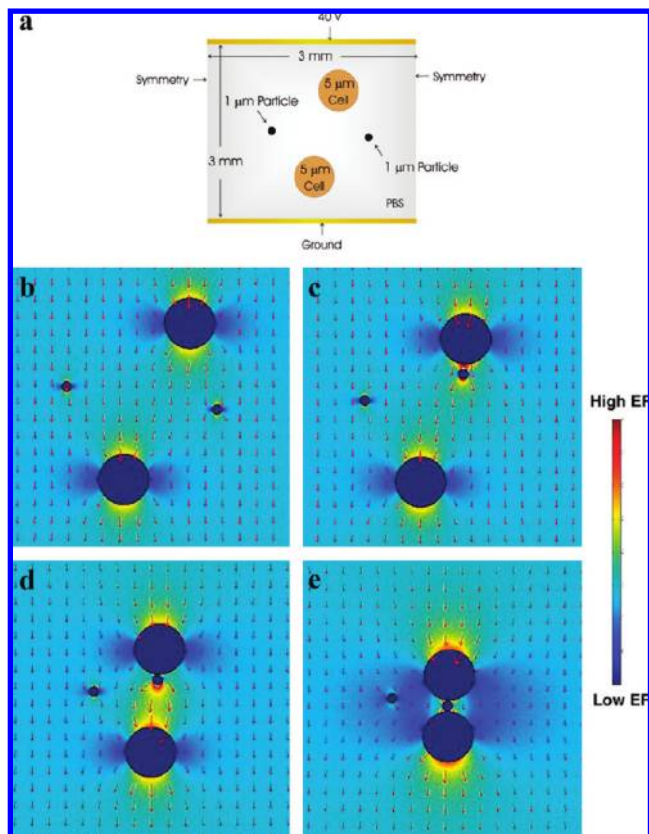 a
40 V
3 mm
Symmetry
Symmetry
5 μm
Cell
1 μm Particle
3 mm
1 μm Particle
5 μm
Cell
PBS
Ground
b
c
High EF
d
e
Low EF